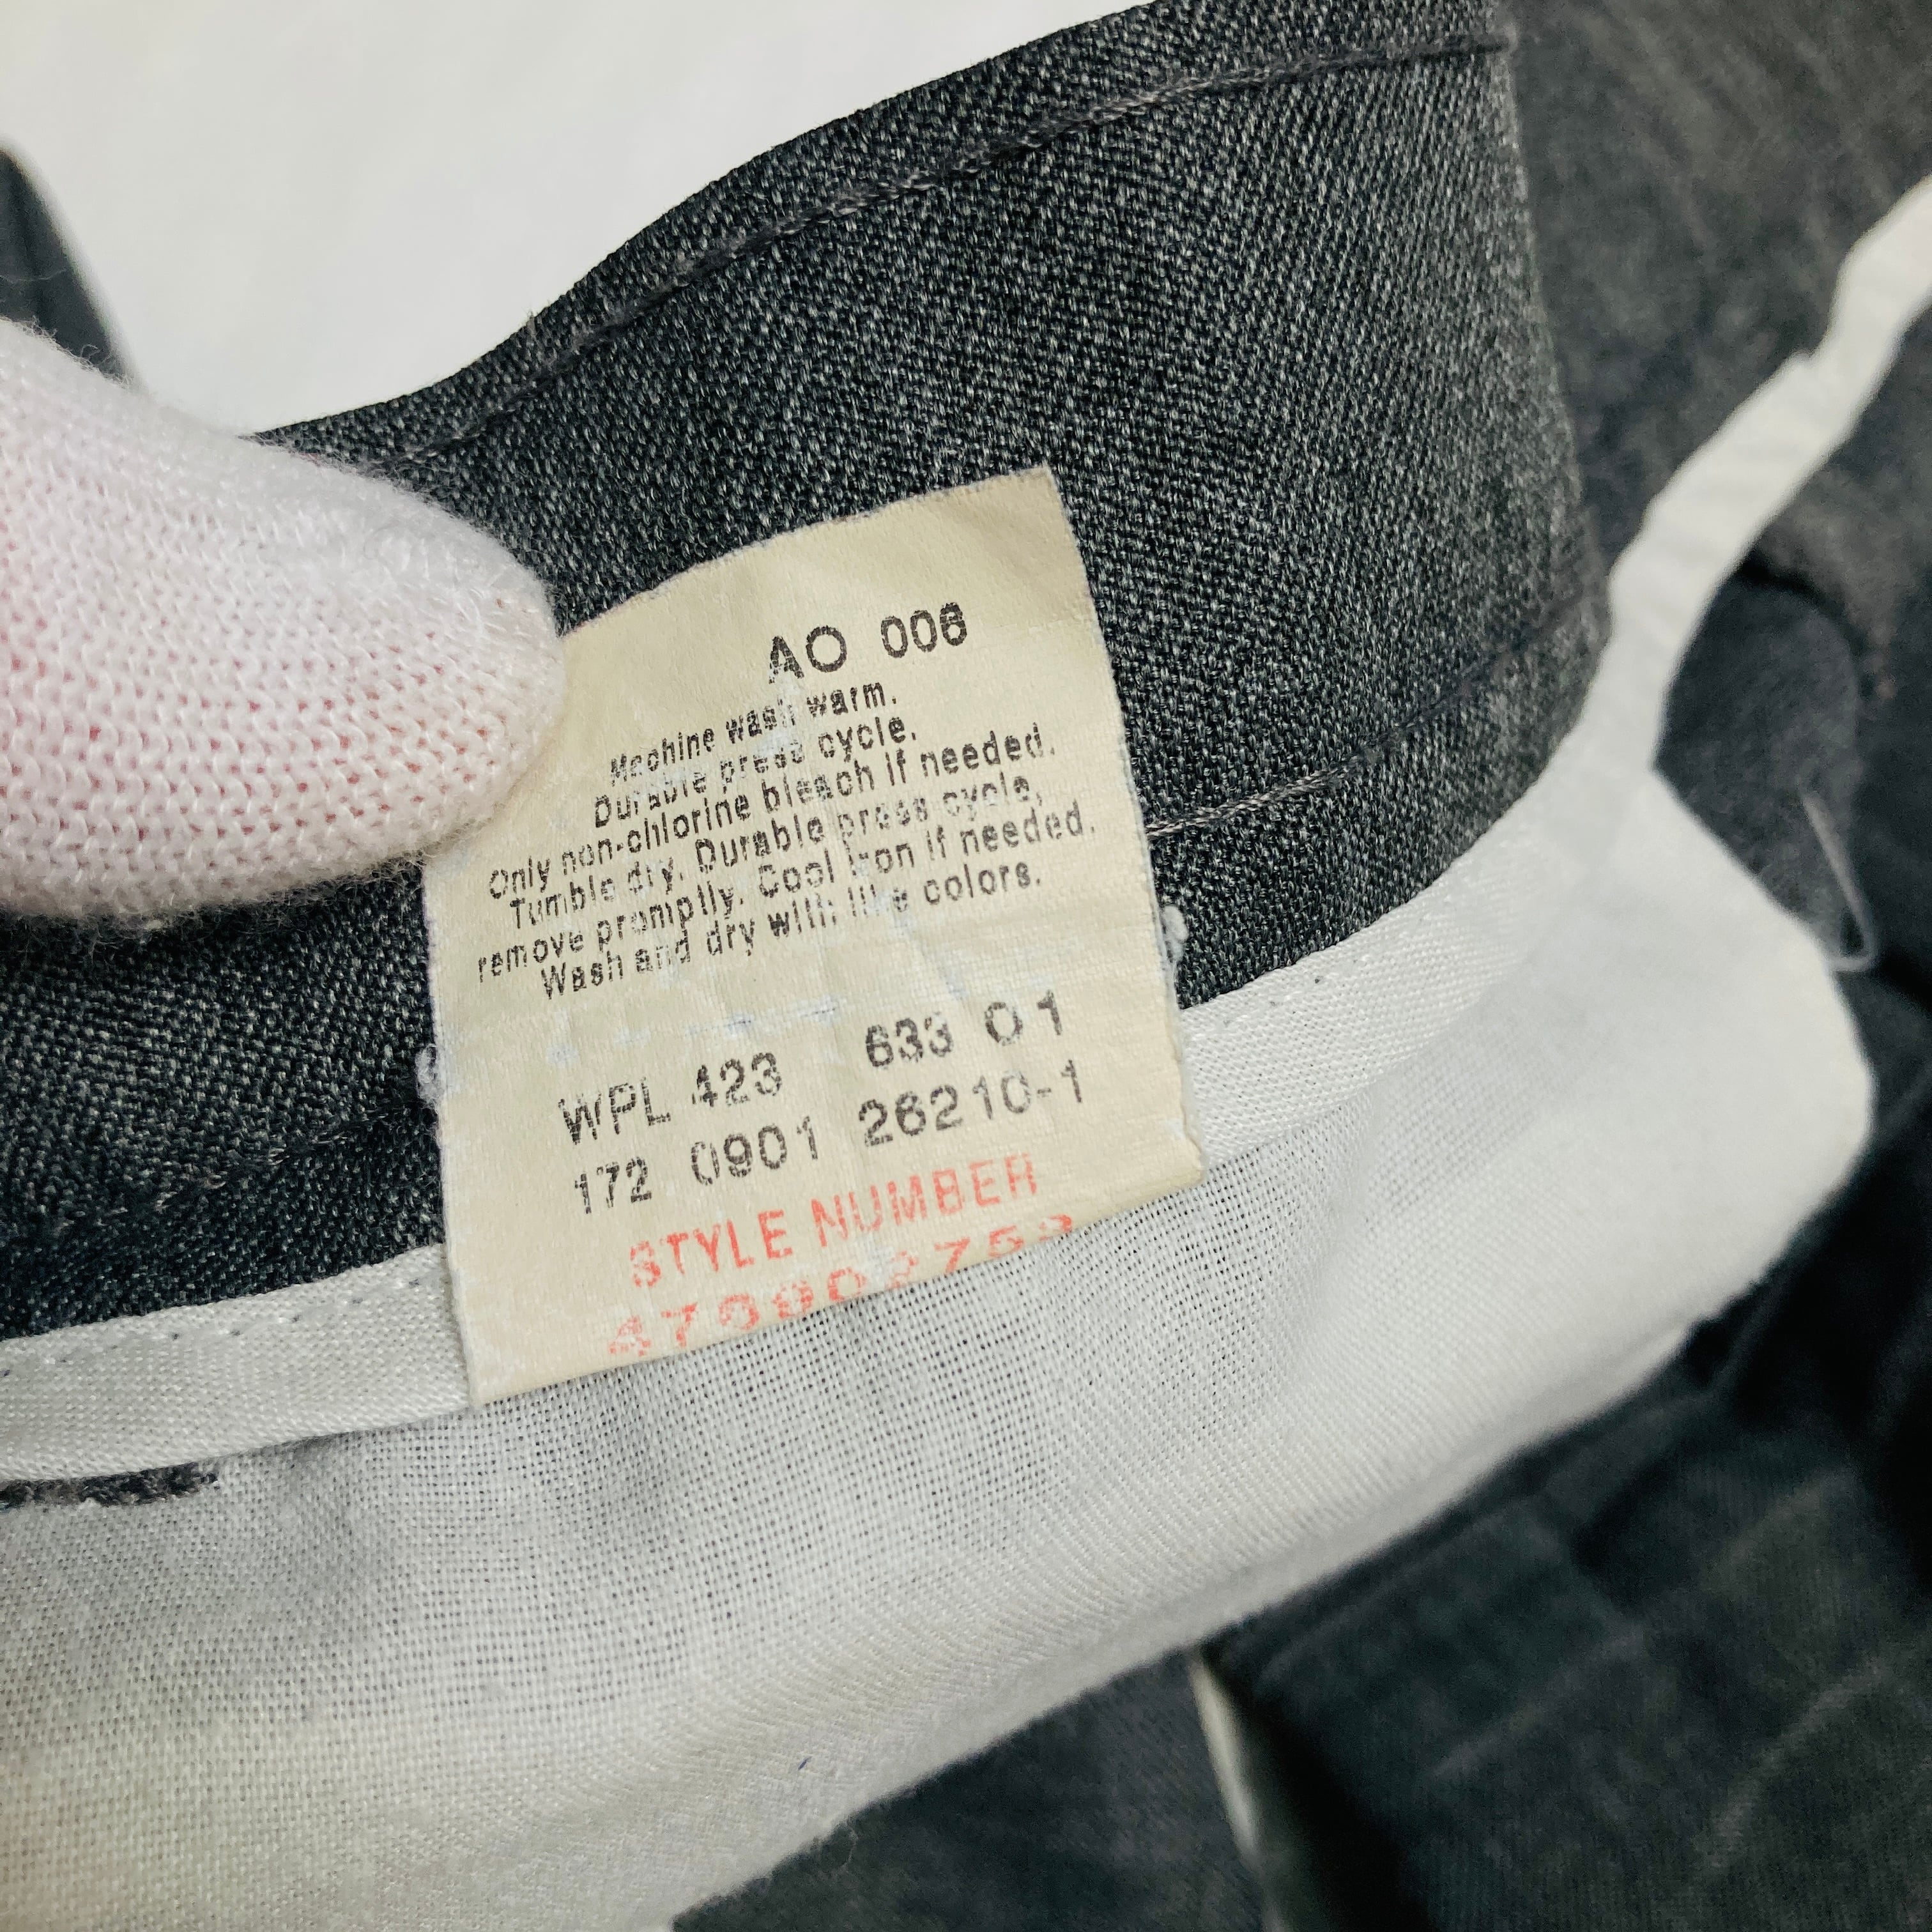 AO 006
Machine wash warm.
Durable press cycle.
Only non-chlorine bleach if needed.
Tumble dry, Durable press cycle,
remove promptly. Cool iron if needed.
Wash and dry with like colors.
WPL 423 633 01
172 0901 26210-1
STYLE NUMBER